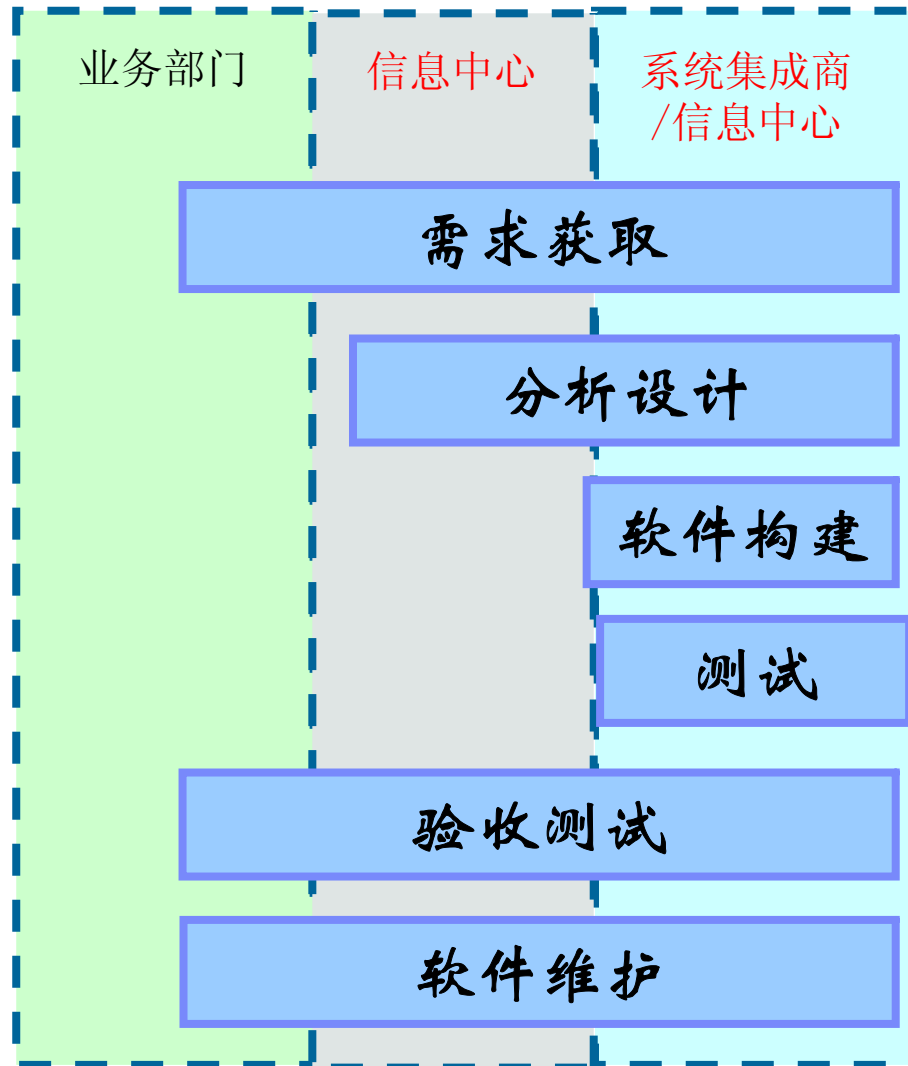 业务部门
信息中心
系统集成商
/信息中心
需求获取
分析设计
软件构建
测试
验收测试
软件维护